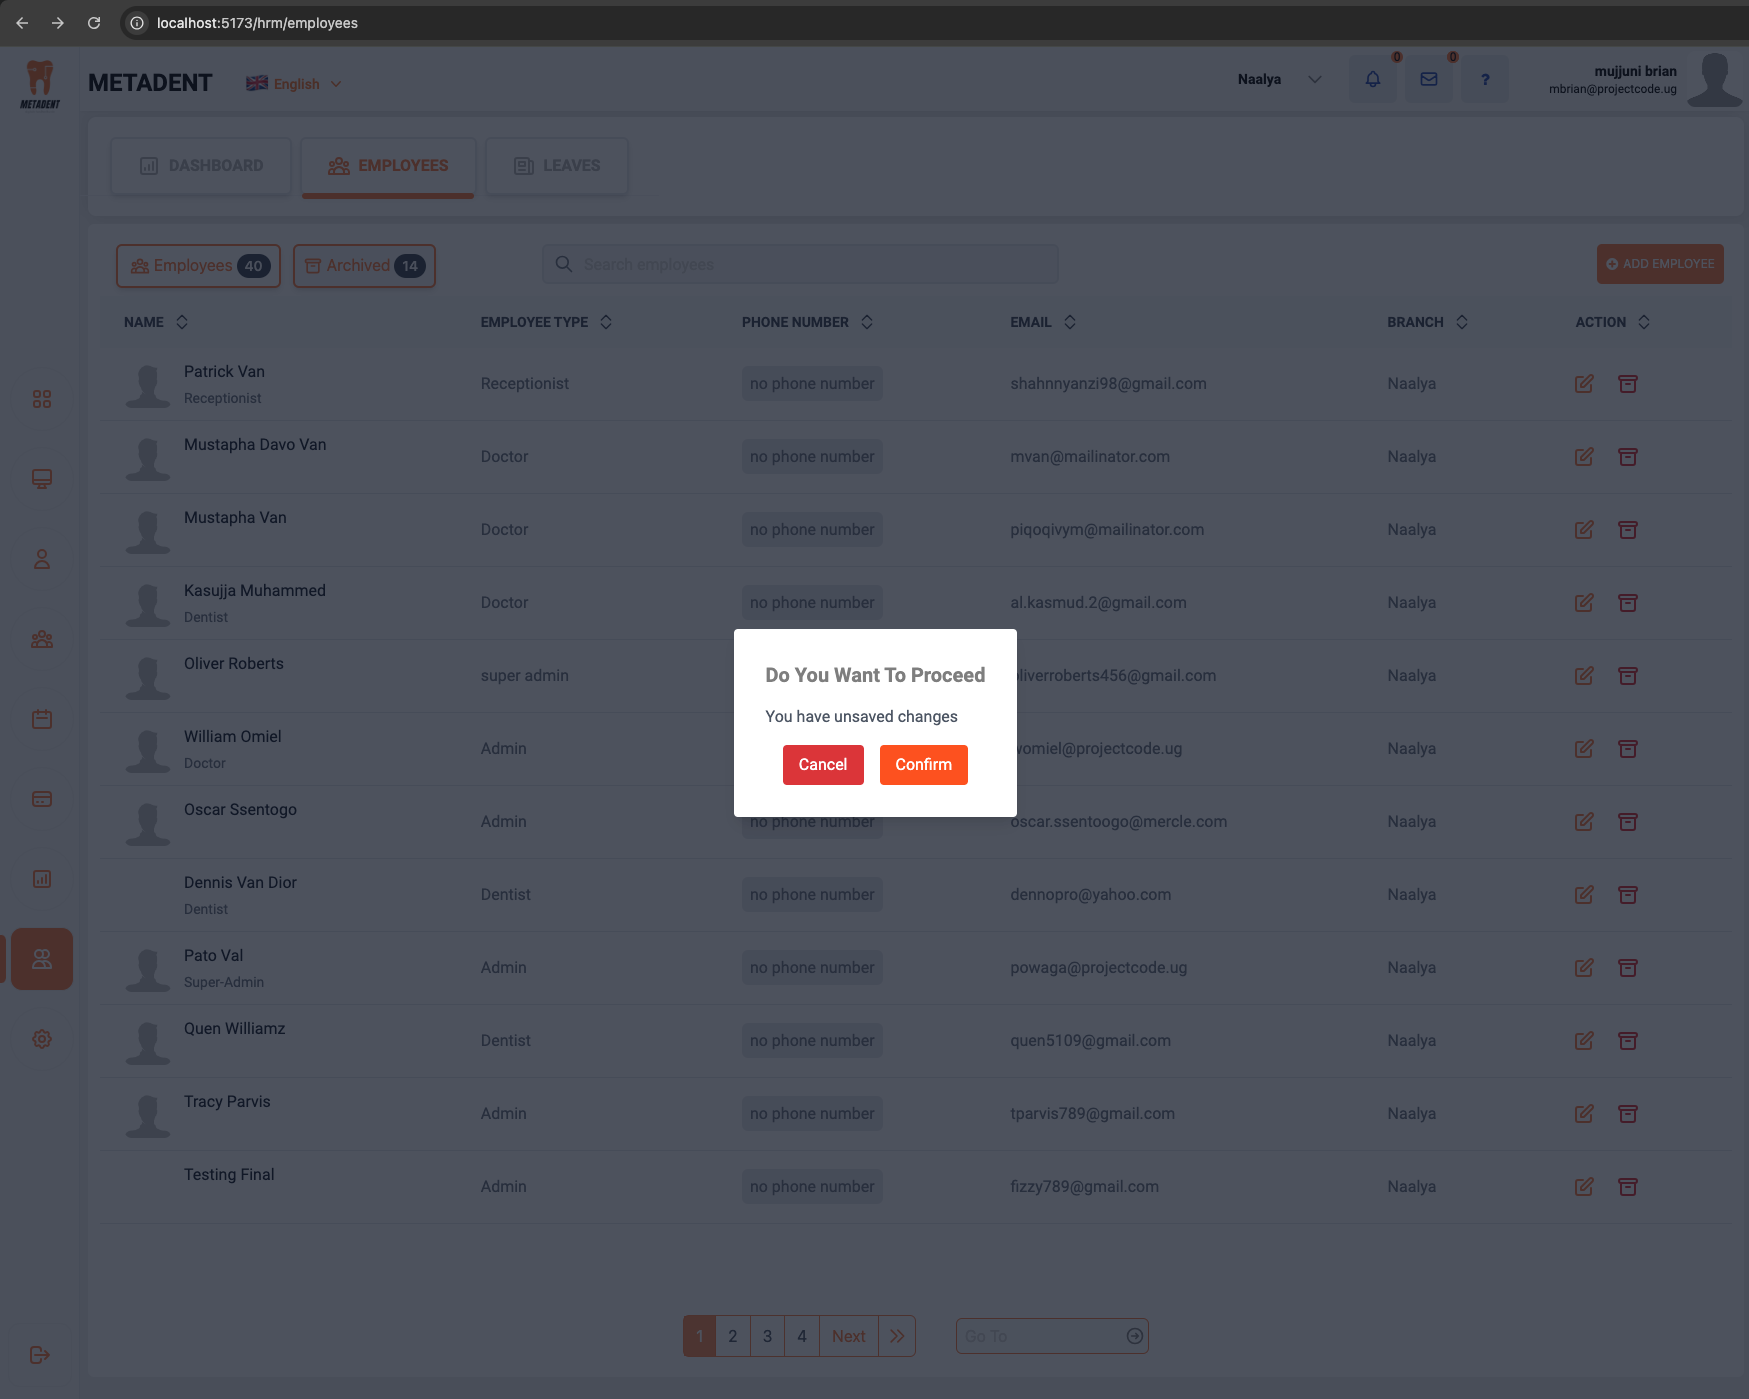 localhost:5173/hrm/employees
METADENT
METADENT
English
Naalya
0
0
?
mujjuni brian
mbrian@projectcode.ug
DASHBOARD
EMPLOYEES
LEAVES
Employees 40
Archived 14
Search employees
ADD EMPLOYEE
NAME EMPLOYEE TYPE PHONE NUMBER EMAIL BRANCH ACTION
Patrick Van
Receptionist
Receptionist no phone number shahnnyanzi98@gmail.com Naalya
Mustapha Davo Van
Doctor no phone number mvan@mailinator.com Naalya
Mustapha Van
Doctor no phone number piqoqivym@mailinator.com Naalya
Kasujja Muhammed
Dentist
Doctor no phone number al.kasmud.2@gmail.com Naalya
Oliver Roberts
super admin liverroberts456@gmail.com Naalya
William Omiel
Doctor
Admin omiel@projectcode.ug Naalya
Oscar Ssentogo
Admin no phone number oscar.ssentoogo@mercle.com Naalya
Dennis Van Dior
Dentist
Dentist no phone number dennopro@yahoo.com Naalya
Pato Val
Super-Admin
Admin no phone number powaga@projectcode.ug Naalya
Quen Williamz
Dentist no phone number quen5109@gmail.com Naalya
Tracy Parvis
Admin no phone number tparvis789@gmail.com Naalya
Testing Final
Admin no phone number fizzy789@gmail.com Naalya
Do You Want To Proceed
You have unsaved changes
Cancel Confirm
1 2 3 4 Next
Go To